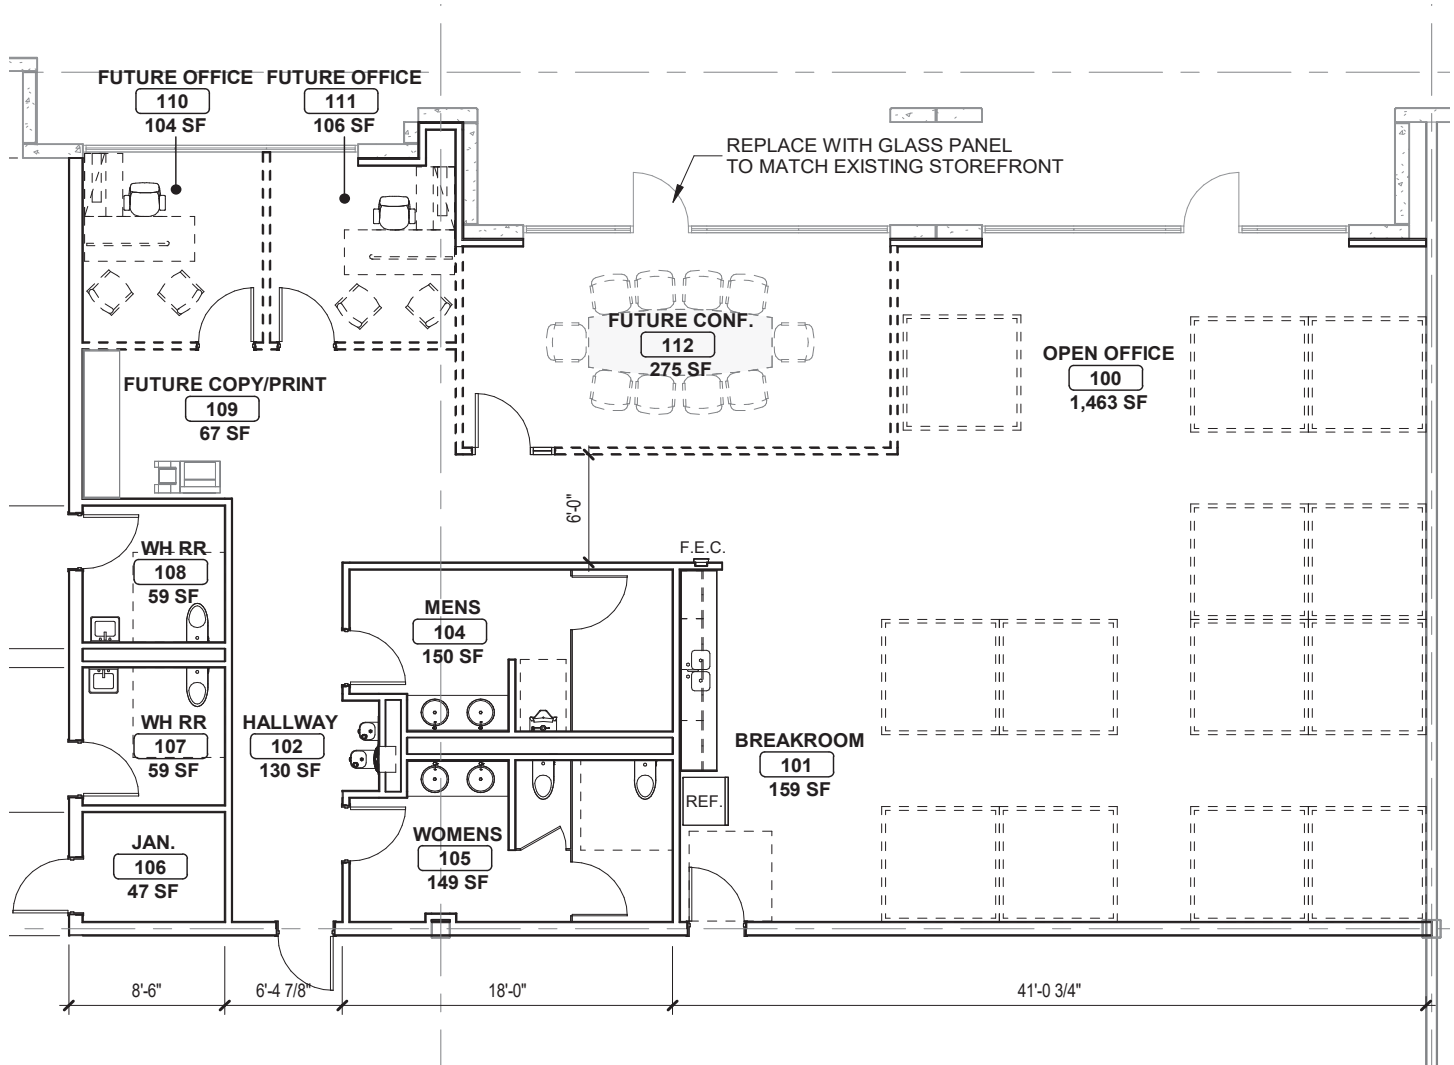 FUTURE OFFICE
110
104 SF
FUTURE OFFICE
111
106 SF
REPLACE WITH GLASS PANEL
TO MATCH EXISTING STOREFRONT
FUTURE CONF.
112
275 SF
OPEN OFFICE
100
1,463 SF
FUTURE COPY/PRINT
109
67 SF
6'-0"
F.E.C.
WH RR
108
59 SF
MENS
104
150 SF
WH RR
107
59 SF
HALLWAY
102
130 SF
BREAKROOM
101
159 SF
REF.
JAN.
106
47 SF
WOMENS
105
149 SF
8'-6"
6'-4 7/8"
18'-0"
41'-0 3/4"